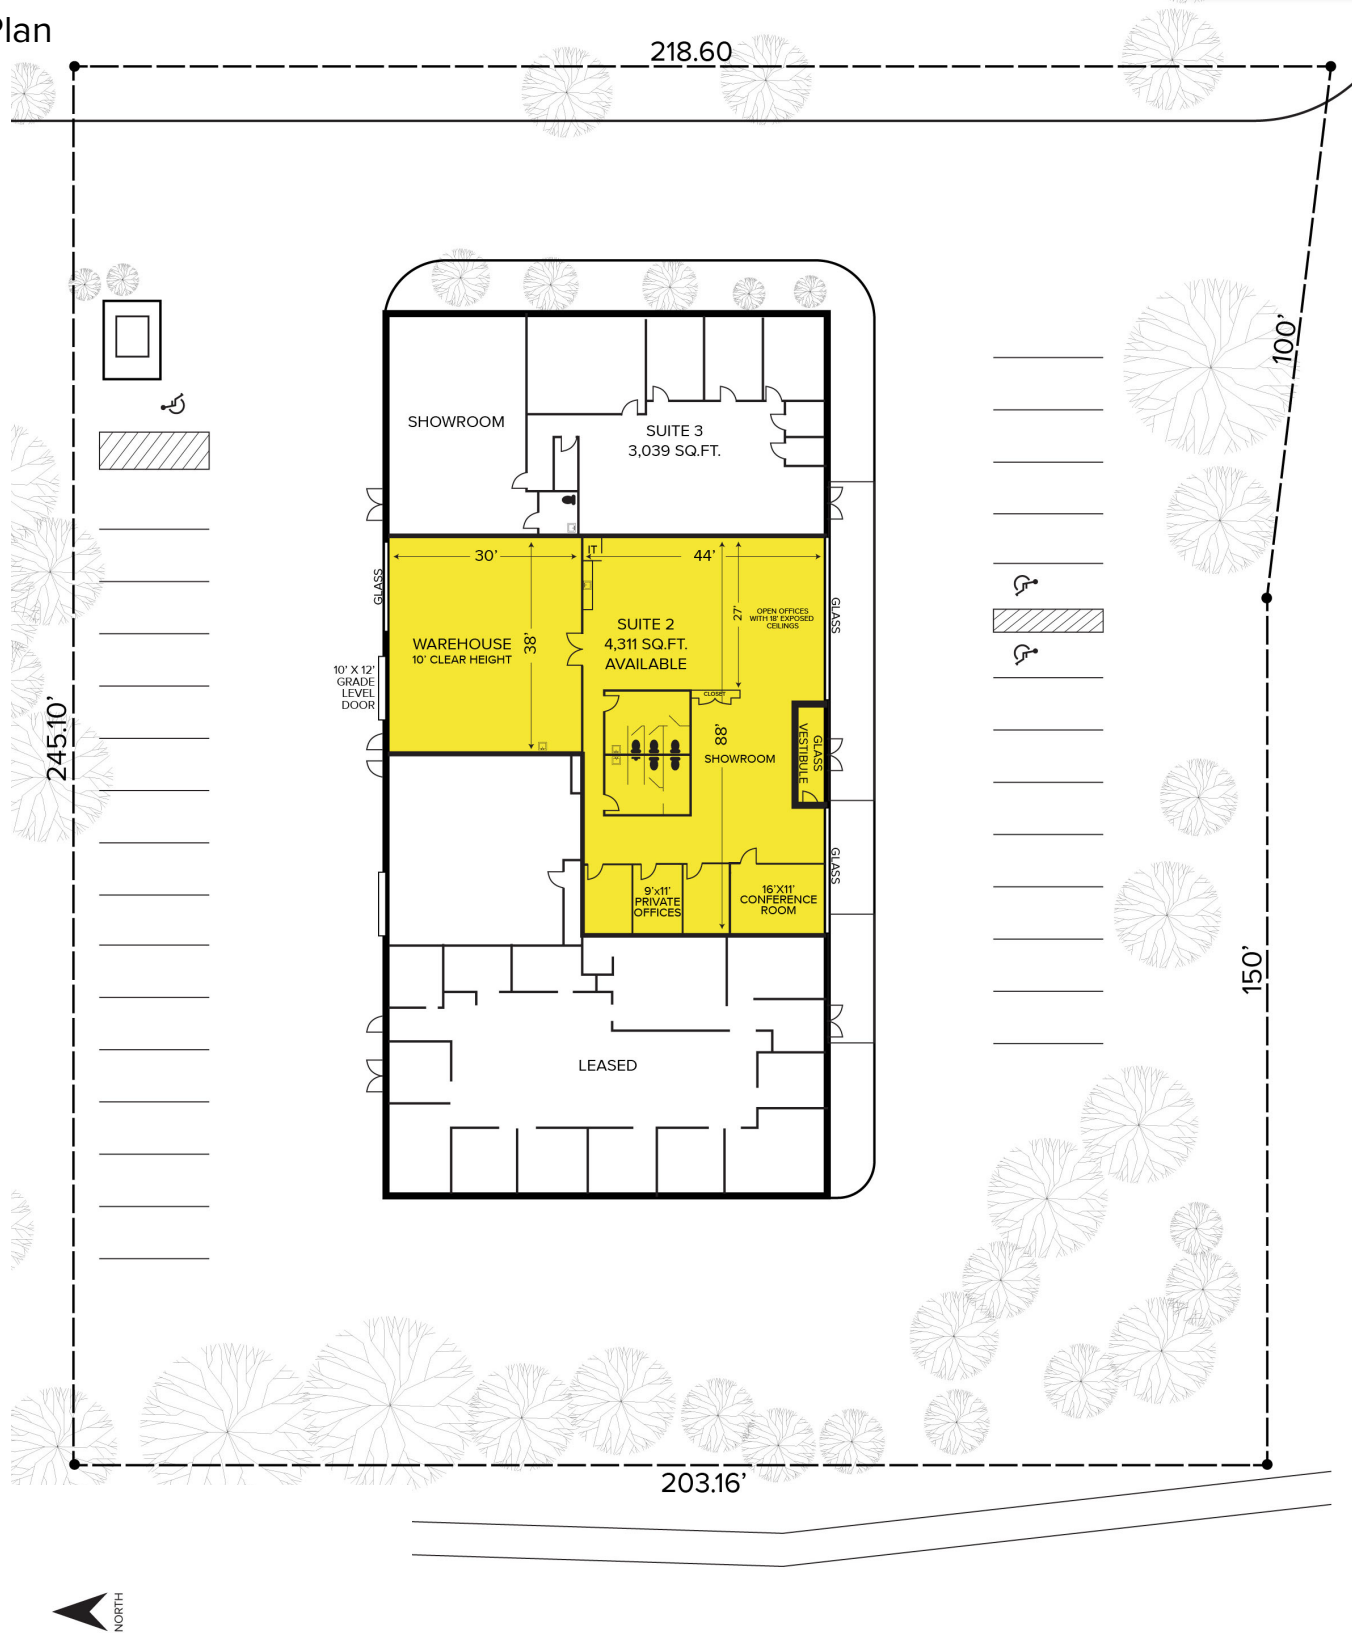 Plan
218.60
100'
SHOWROOM
SUITE 3
3,039 SQ.FT.
30'
IT
44'
GLASS
38'
27'
OPEN OFFICES
WITH 18' EXPOSED
CEILINGS
GLASS
SUITE 2
4,311 SQ.FT.
AVAILABLE
WAREHOUSE
10' CLEAR HEIGHT
10' X 12'
GRADE
LEVEL
DOOR
CLOSET
88'
SHOWROOM
GLASS
VESTIBULE
245.10'
GLASS
9'x11'
PRIVATE
OFFICES
16'X11'
CONFERENCE
ROOM
150'
LEASED
203.16'
NORTH